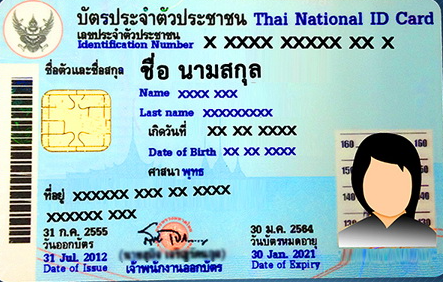 บัตรประจำตัวประชาชน Thai National ID Card
เลขประจำตัวประชาชน
Identification Number X XXXX XXXXX XX X
ชื่อตัวและชื่อสกุล ชื่อ นามสกุล
Name XXXX XXX
Last name XXXXXXXXXX
เกิดวันที่ XX XX XXXX
Date of Birth XX XX XXXX
ศาสนา พุทธ
ที่อยู่ XXXXXX XXX XX XXXX
XXXXXX XXX
160 160
150 150
31 ก.ค. 2555
วันออกบัตร
31 Jul. 2012
Date of Issue
เจ้าพนักงานออกบัตร
30 ม.ค. 2564
วันบัตรหมดอายุ
30 Jan. 2021
Date of Expiry